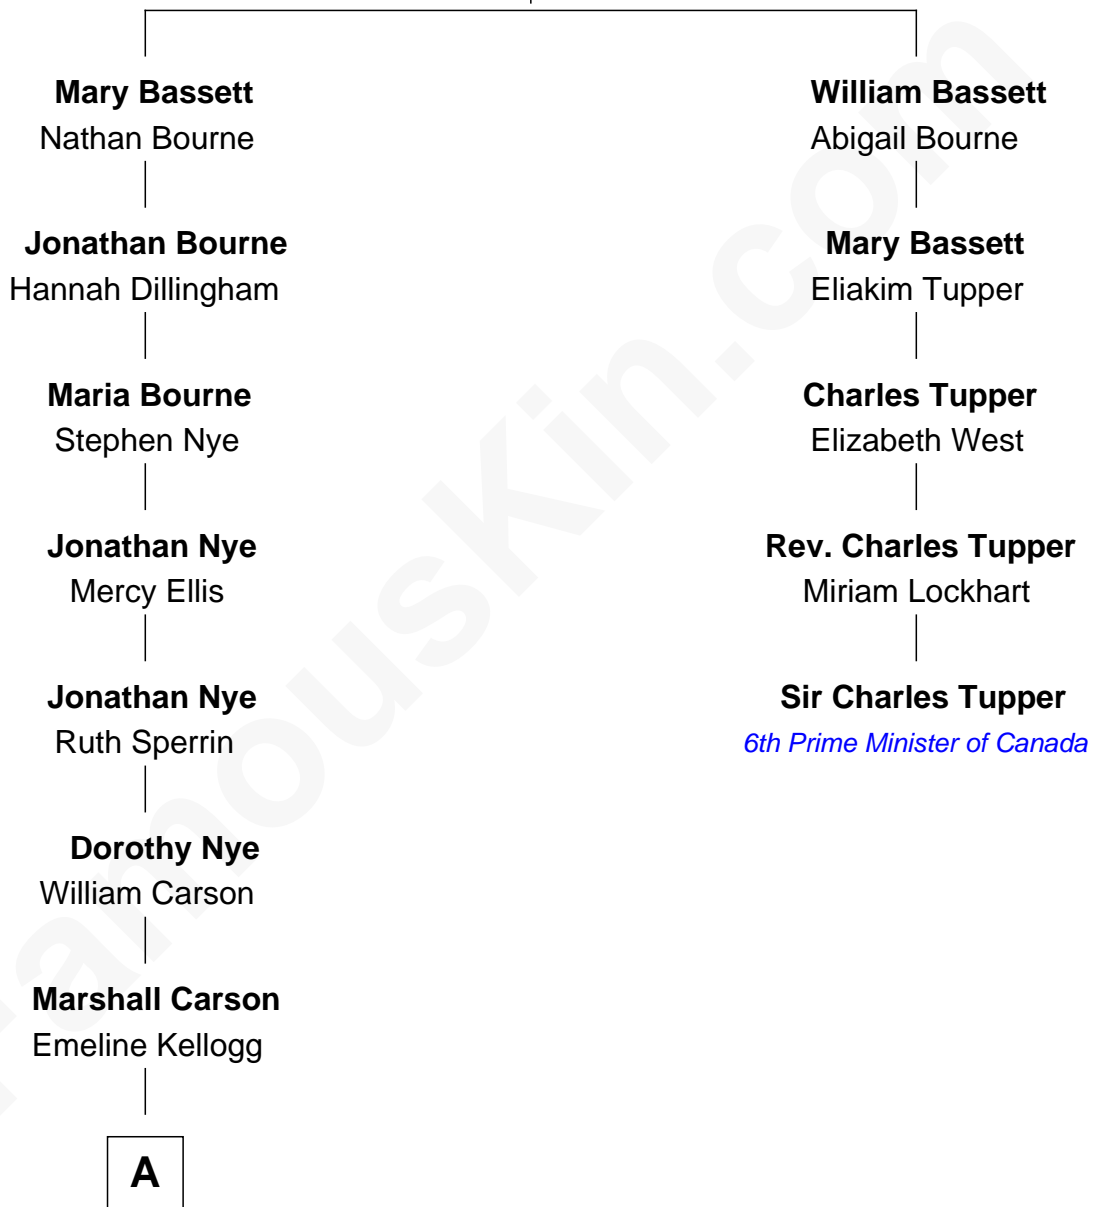 Mary Bassett
Nathan Bourne
Jonathan Bourne
Hannah Dillingham
Maria Bourne
Stephen Nye
Jonathan Nye
Mercy Ellis
Jonathan Nye
Ruth Sperrin
Dorothy Nye
William Carson
Marshall Carson
Emeline Kellogg
A
William Bassett
Abigail Bourne
Mary Bassett
Eliakim Tupper
Charles Tupper
Elizabeth West
Rev. Charles Tupper
Miriam Lockhart
Sir Charles Tupper
6th Prime Minister of Canada
FamousKin.com